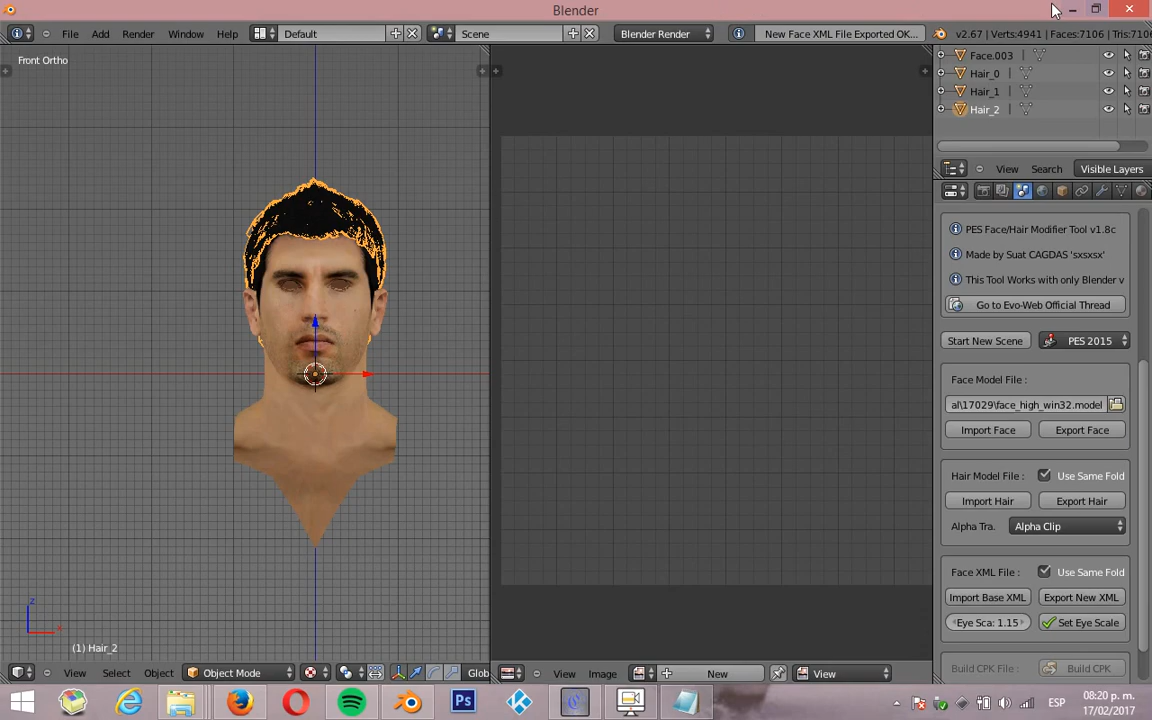 Blender
File Add Render Window Help Default Scene Blender Render New Face XML File Exported OK... v2.67 | Verts:4941 | Faces:7106 | Tris:7106
Front Ortho
Face.003
Hair_0
Hair_1
Hair_2
View Search Visible Layers
PES Face/Hair Modifier Tool v1.8c
Made by Suat CAGDAS 'sxsxsx'
This Tool Works with only Blender v
Go to Evo-Web Official Thread
Start New Scene PES 2015
Face Model File :
al\17029\face_high_win32.model
Import Face Export Face
Hair Model File : Use Same Fold
Import Hair Export Hair
Alpha Tra. Alpha Clip
Face XML File : Use Same Fold
Import Base XML Export New XML
Eye Sca: 1.15 Set Eye Scale
Build CPK File : Build CPK
z
x
(1) Hair_2
View Select Object Object Mode Glob View Image New View
Ps
ESP
08:20 p. m.
17/02/2017